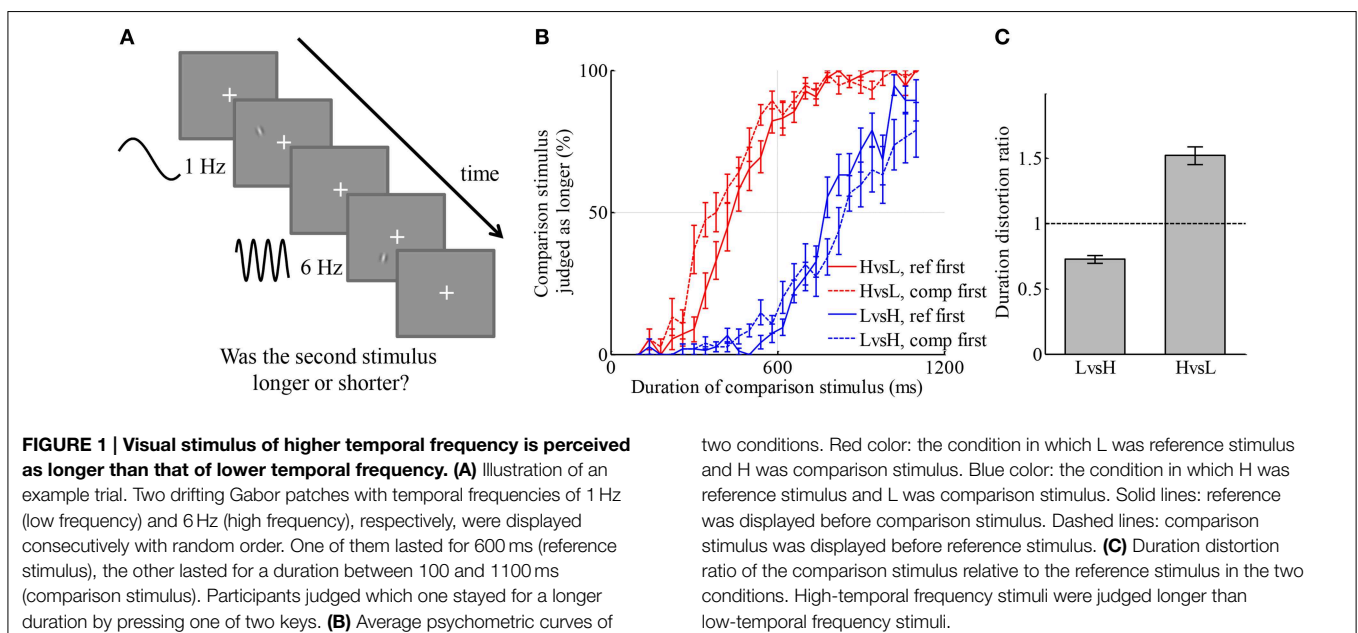 A
1 Hz
time
6 Hz
Was the second stimulus
longer or shorter?
B
Comparison stimulus
judged as longer (%)
100
50
0
HvsL, ref first
HvsL, comp first
LvsH, ref first
LvsH, comp first
0
600
1200
Duration of comparison stimulus (ms)
C
Duration distortion ratio
1.5
1
0.5
0
LvsH
HvsL
FIGURE 1 | Visual stimulus of higher temporal frequency is perceived
as longer than that of lower temporal frequency. (A) Illustration of an
example trial. Two drifting Gabor patches with temporal frequencies of 1 Hz
(low frequency) and 6 Hz (high frequency), respectively, were displayed
consecutively with random order. One of them lasted for 600 ms (reference
stimulus), the other lasted for a duration between 100 and 1100 ms
(comparison stimulus). Participants judged which one stayed for a longer
duration by pressing one of two keys. (B) Average psychometric curves of
two conditions. Red color: the condition in which L was reference stimulus
and H was comparison stimulus. Blue color: the condition in which H was
reference stimulus and L was comparison stimulus. Solid lines: reference
was displayed before comparison stimulus. Dashed lines: comparison
stimulus was displayed before reference stimulus. (C) Duration distortion
ratio of the comparison stimulus relative to the reference stimulus in the two
conditions. High-temporal frequency stimuli were judged longer than
low-temporal frequency stimuli.